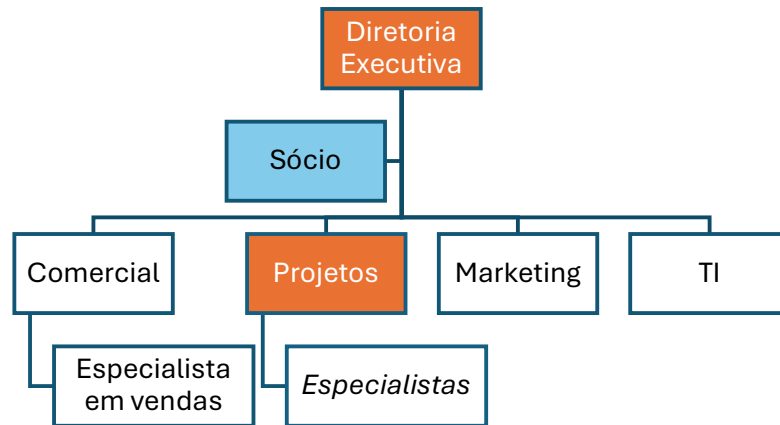 Diretoria
Executiva
Sócio
Comercial
Projetos
Marketing
TI
Especialista
em vendas
Especialistas